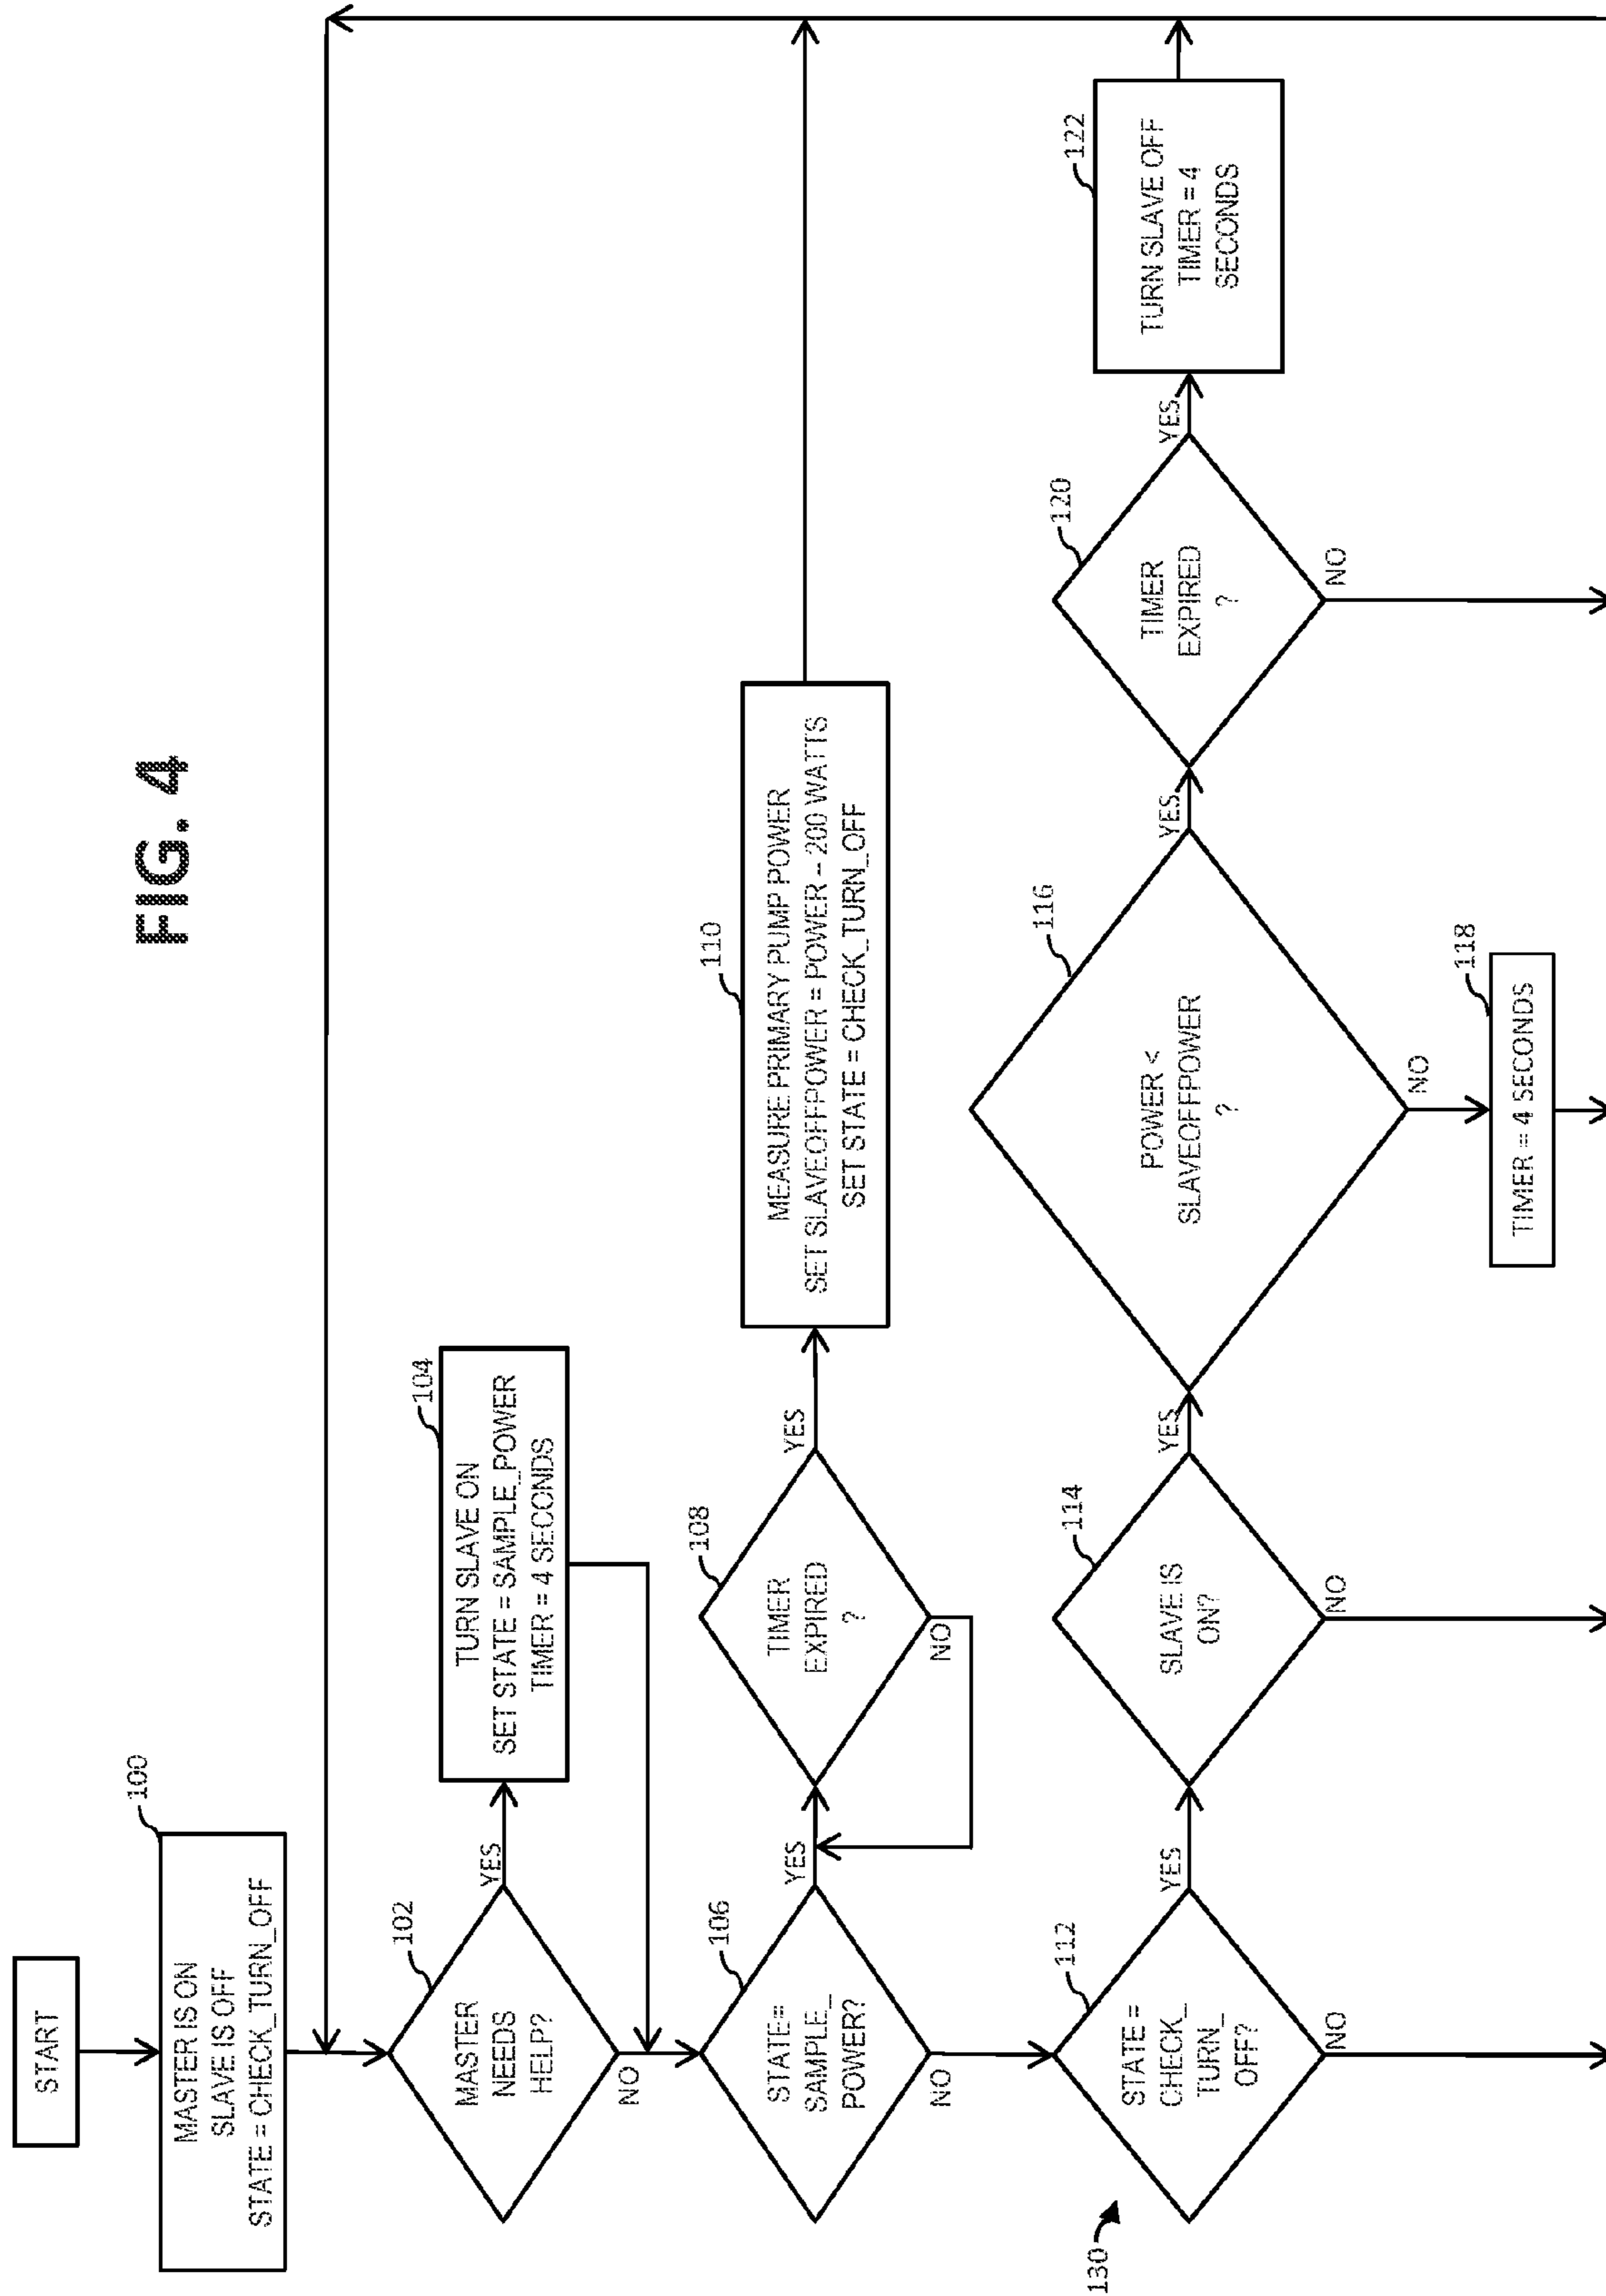 FIG. 4
START
100
MASTER IS ON
SLAVE IS OFF
STATE = CHECK_TURN_OFF
102
MASTER
NEEDS
HELP?
YES
NO
104
TURN SLAVE ON
SET STATE = SAMPLE_POWER
TIMER = 4 SECONDS
106
STATE=
SAMPLE_
POWER?
YES
NO
108
TIMER
EXPIRED
?
YES
NO
110
MEASURE PRIMARY PUMP POWER
SET SLAVEOFFPOWER = POWER – 200 WATTS
SET STATE = CHECK_TURN_OFF
130
112
STATE =
CHECK_
TURN_
OFF?
YES
NO
114
SLAVE IS
ON?
YES
NO
116
POWER <
SLAVEOFFPOWER
?
YES
NO
118
TIMER = 4 SECONDS
120
TIMER
EXPIRED
?
YES
NO
122
TURN SLAVE OFF
TIMER = 4
SECONDS